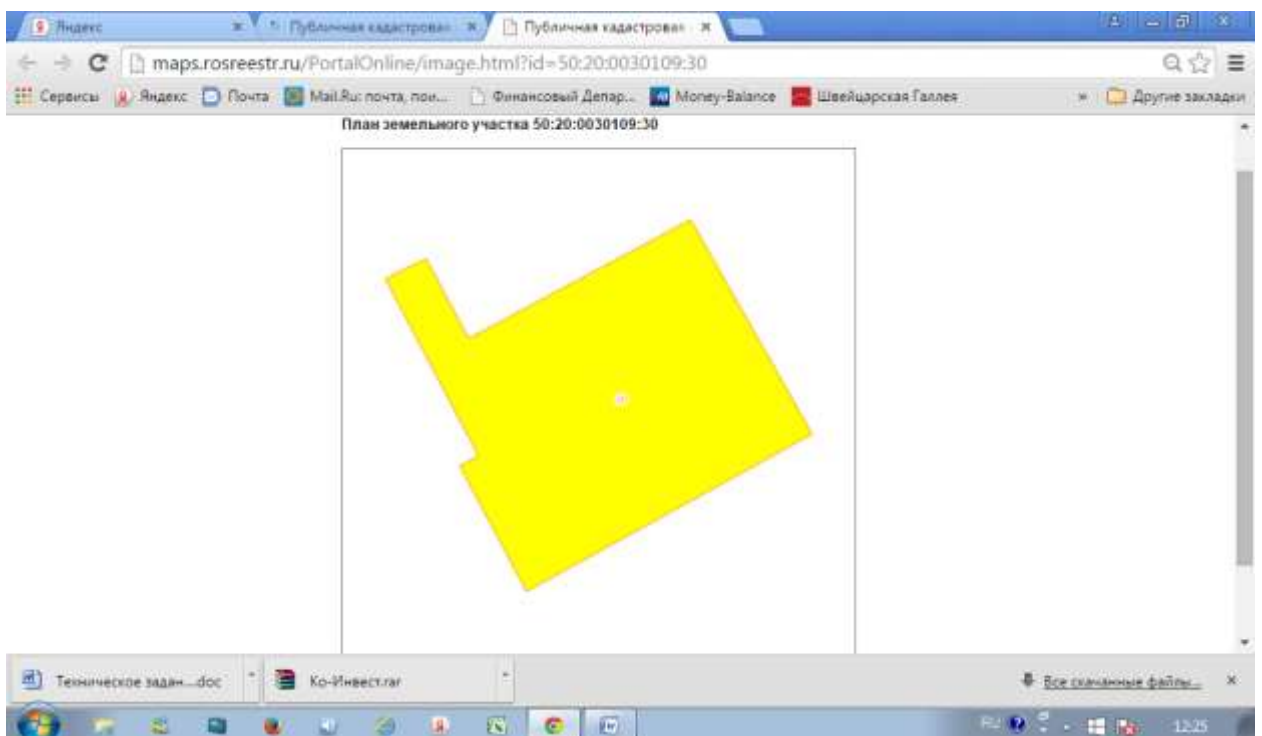 Яндекс
Публичная кадастровая
Публичная кадастровая
maps.rosreestr.ru/PortalOnline/image.html?id=50:20:0030109:30
Сервисы Яндекс Почта Mail.Ru: почта, пои... Финансовый Депар... Money-Balance Швейцарская Галлея » Другие закладки
План земельного участка 50:20:0030109:30
Техническое задан....doc Ко-Инвест.rar Все скачанные файлы...
RU 12:25